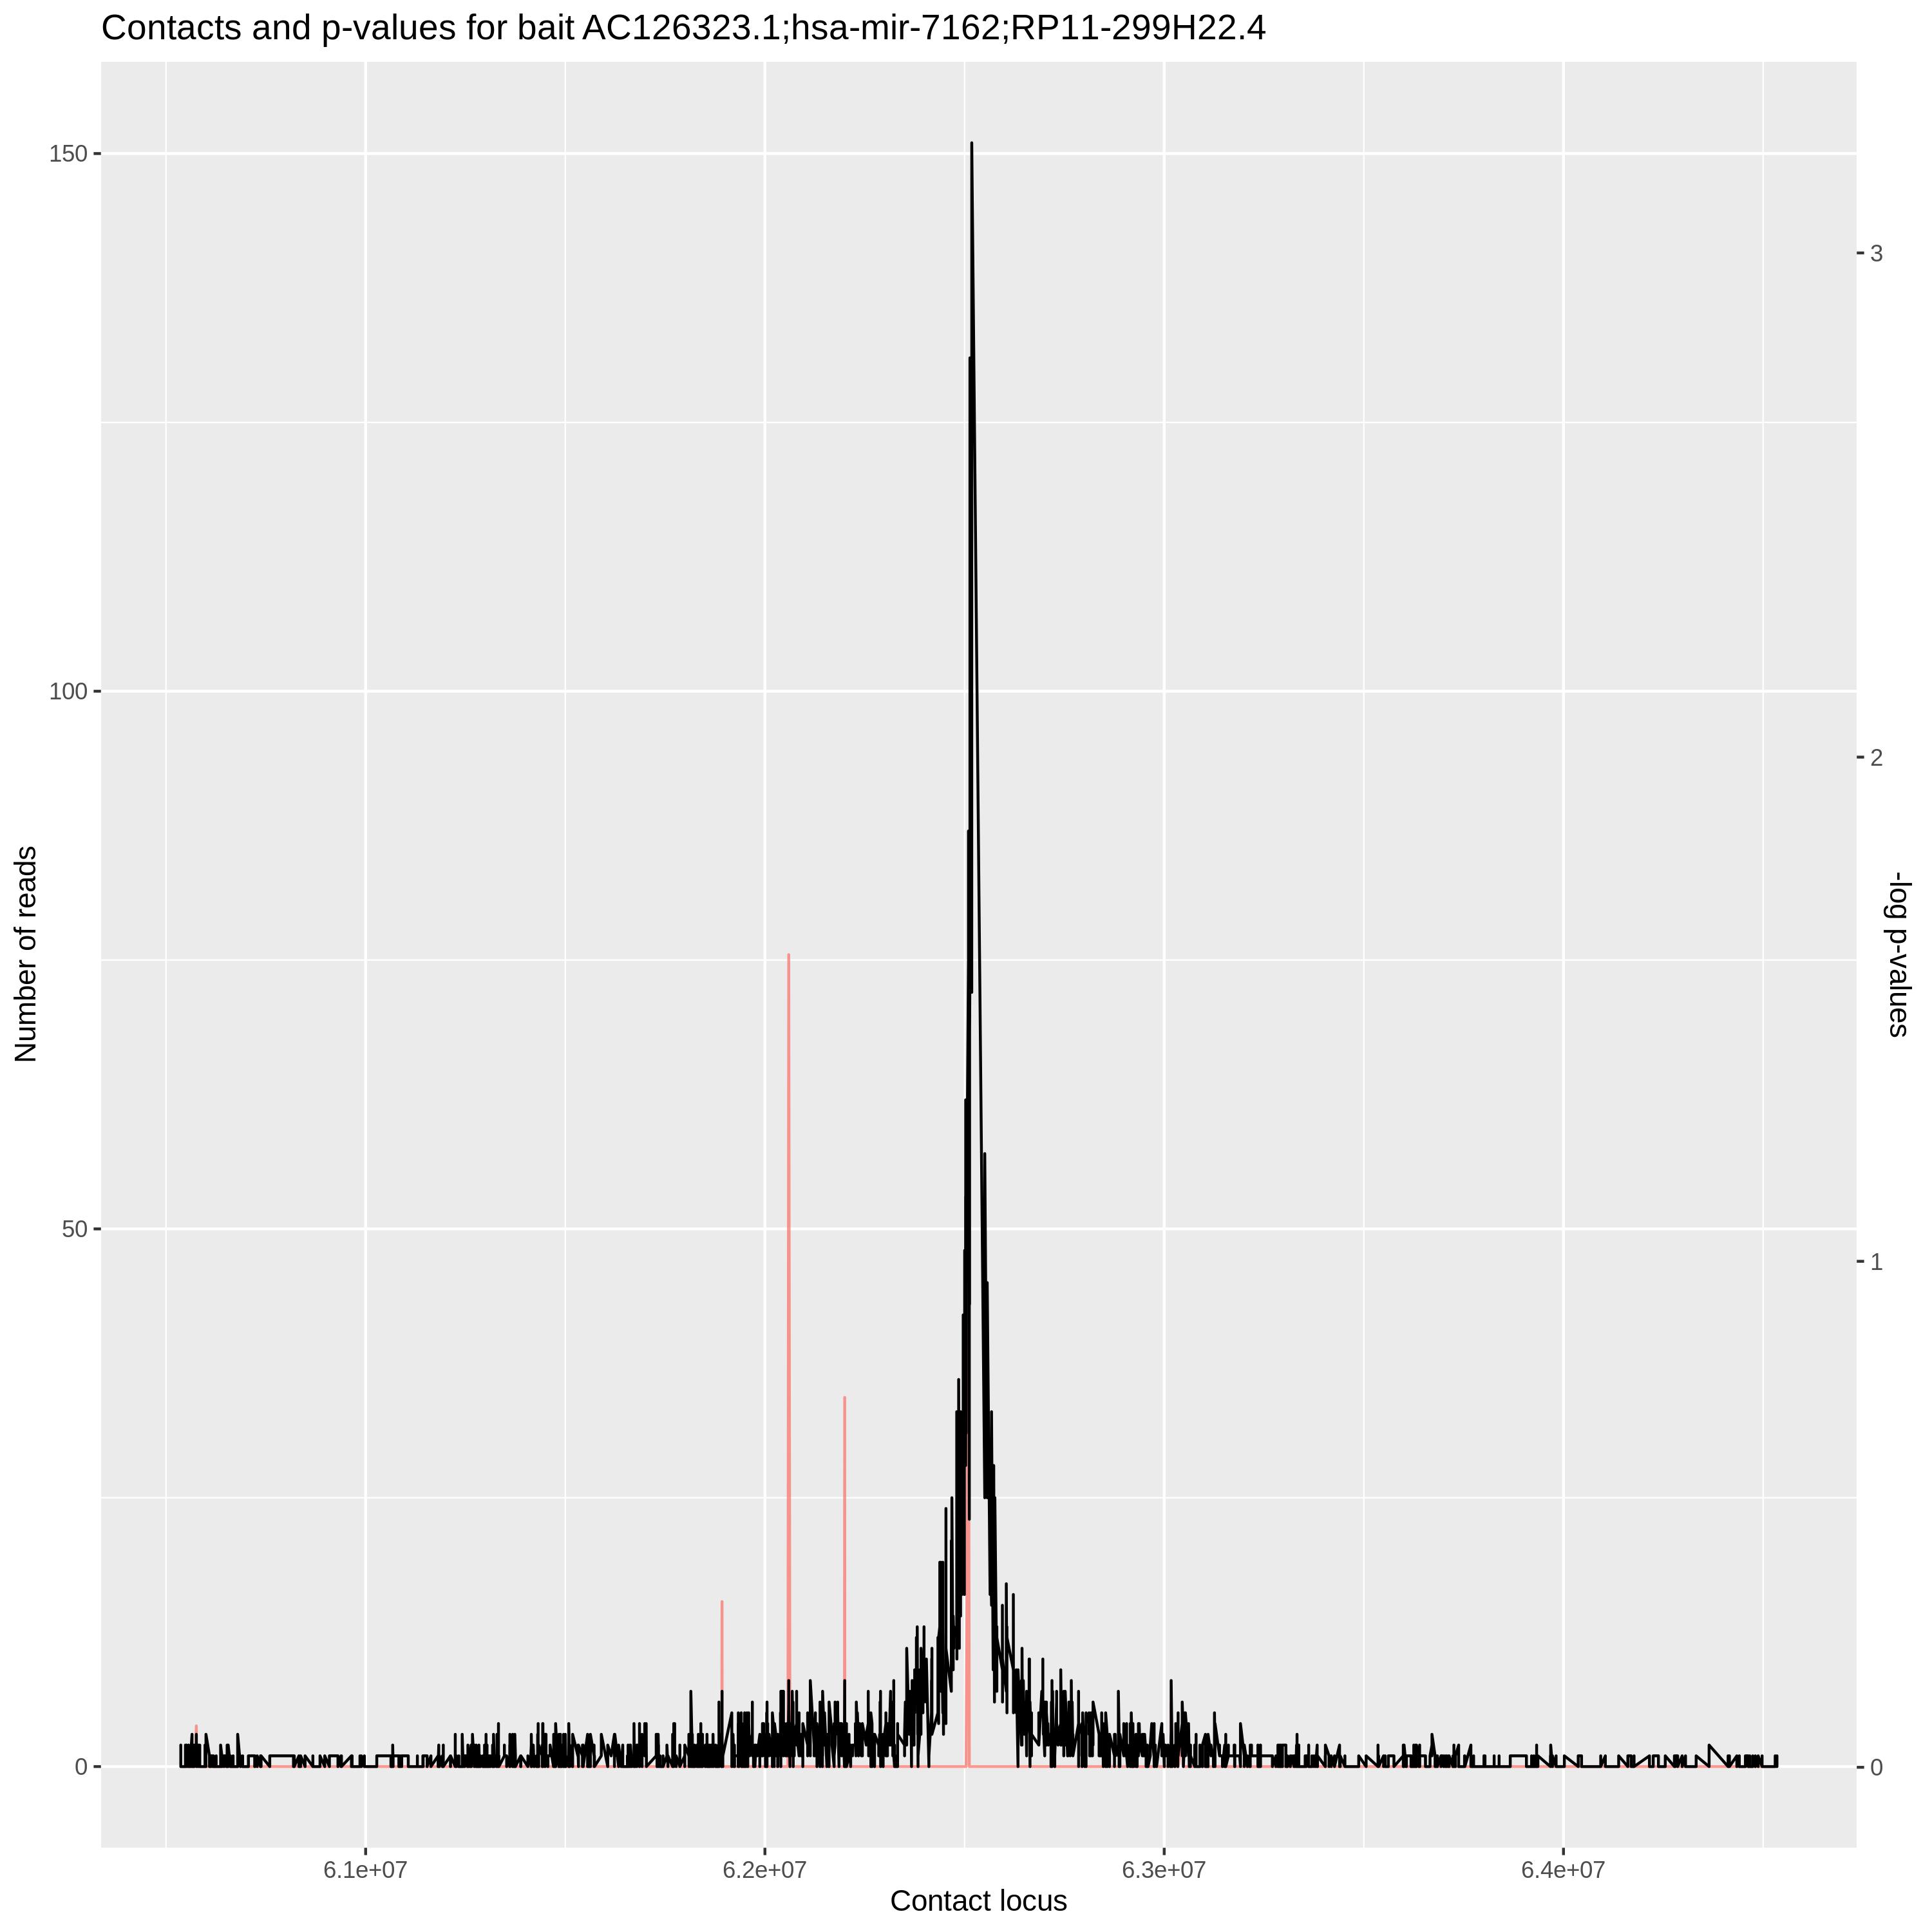 Contacts and p-values for bait AC126323.1;hsa-mir-7162;RP11-299H22.4
150
100
50
0
Number of reads
3
2
1
0
-log p-values
6.1e+07
6.2e+07
6.3e+07
6.4e+07
Contact locus